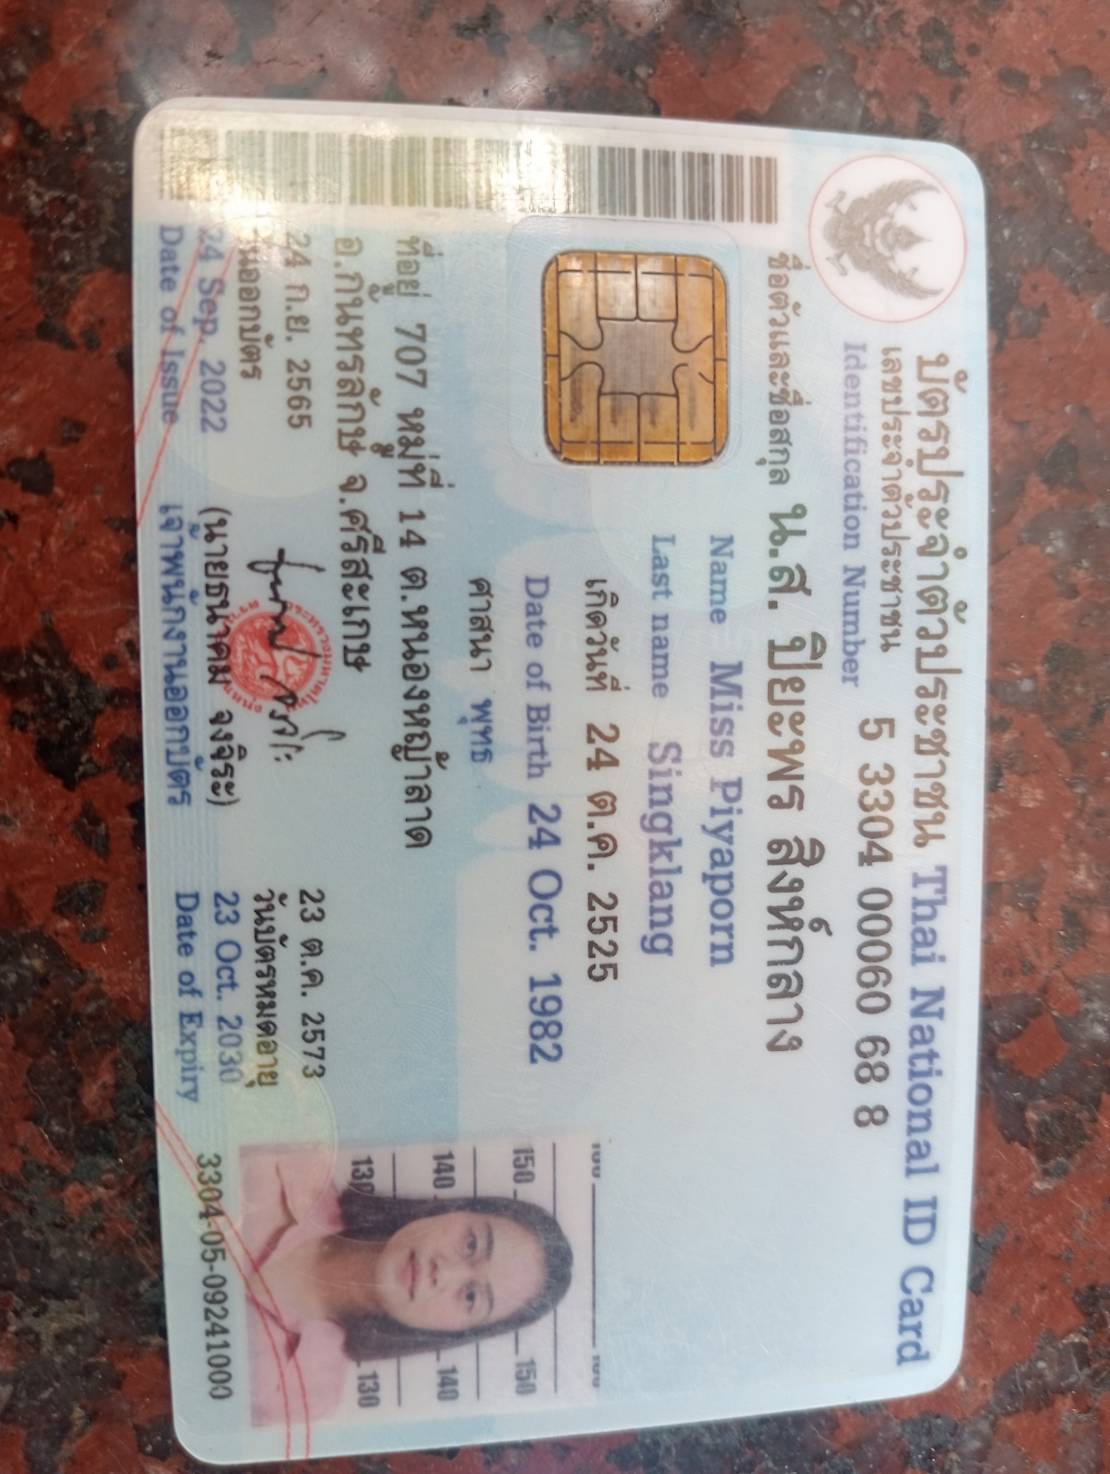 บัตรประจำตัวประชาชน Thai National ID Card
เลขประจำตัวประชาชน 5 3304 00060 68 8
Identification Number
ชื่อตัวและชื่อสกุล น.ส. ปิยะพร สิงห์กลาง
Name Miss Piyaporn
Last name Singklang
เกิดวันที่ 24 ต.ค. 2525
Date of Birth 24 Oct. 1982
ศาสนา พุทธ
ที่อยู่ 707 หมู่ที่ 14 ต.หนองหญ้าลาด
อ.กันทรลักษ์ จ.ศรีสะเกษ
24 ก.ย. 2565
วันออกบัตร
24 Sep. 2022
Date of Issue
(นายธนาคม จงจิระ)
เจ้าพนักงานออกบัตร
23 ต.ค. 2573
วันบัตรหมดอายุ
23 Oct. 2030
Date of Expiry
150 150
140 140
130 130
3304-05-09241000